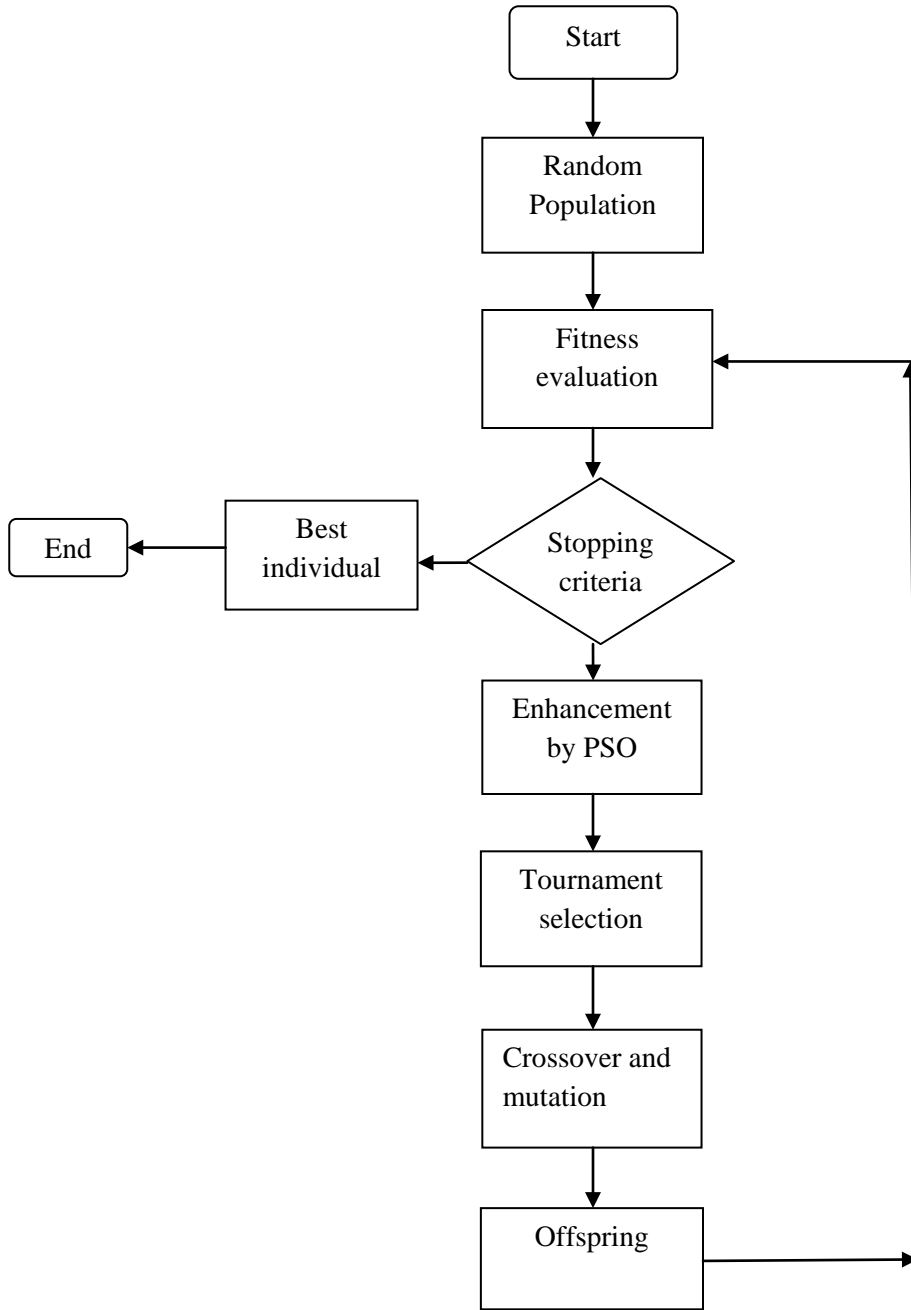 Start
Random
Population
Fitness
evaluation
Stopping
criteria
Best
individual
End
Enhancement
by PSO
Tournament
selection
Crossover and
mutation
Offspring